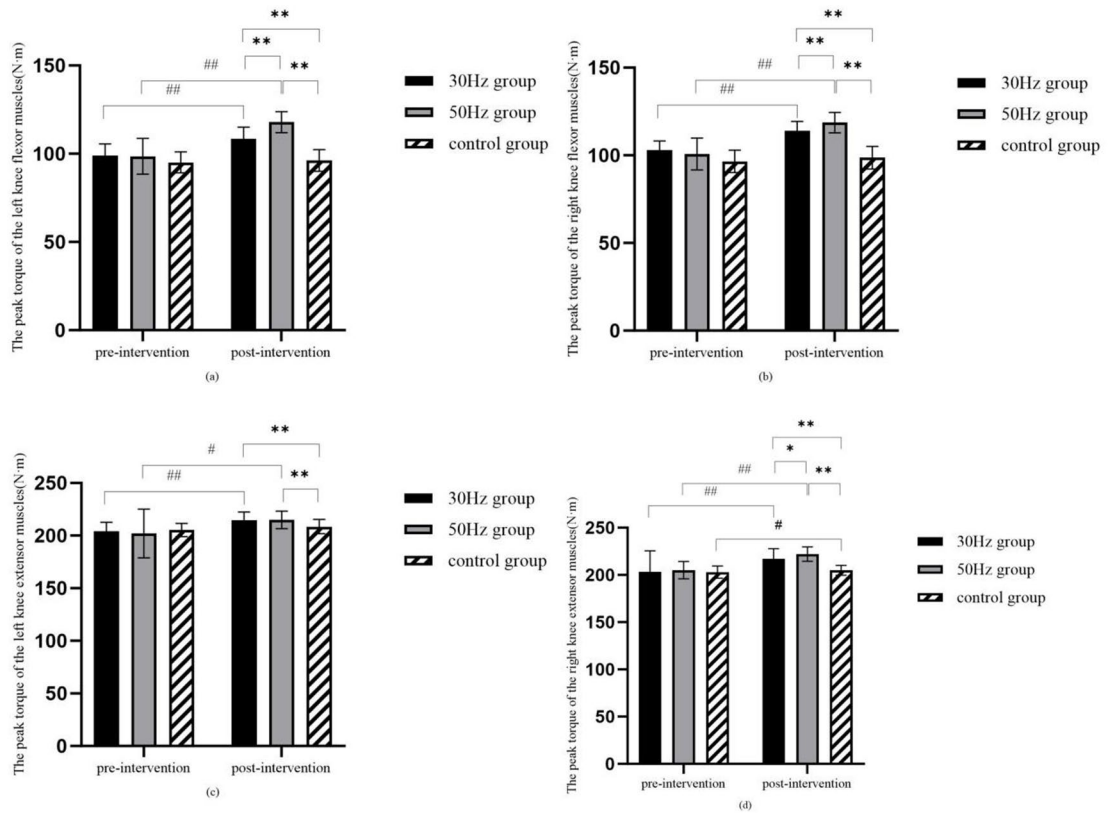 **
** **
##
##
The peak torque of the left knee flexor muscles(N·m)
150
100
50
0
pre-intervention post-intervention
(a)
30Hz group
50Hz group
control group
**
** **
##
##
The peak torque of the right knee flexor muscles(N·m)
150
100
50
0
pre-intervention post-intervention
(b)
30Hz group
50Hz group
control group
**
#
## **
The peak torque of the left knee extensor muscles(N·m)
250
200
150
100
50
0
pre-intervention post-intervention
(c)
30Hz group
50Hz group
control group
**
*
## **
##
#
The peak torque of the right knee extensor muscles(N·m)
250
200
150
100
50
0
pre-intervention post-intervention
(d)
30Hz group
50Hz group
control group